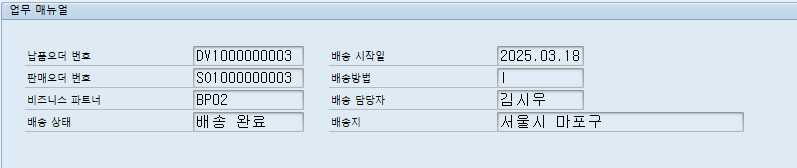 업무 매뉴얼
납품오더 번호 DV1000000003 배송 시작일 2025.03.18
판매오더 번호 SO1000000003 배송방법 I
비즈니스 파트너 BP02 배송 담당자 김시우
배송 상태 배송 완료 배송지 서울시 마포구